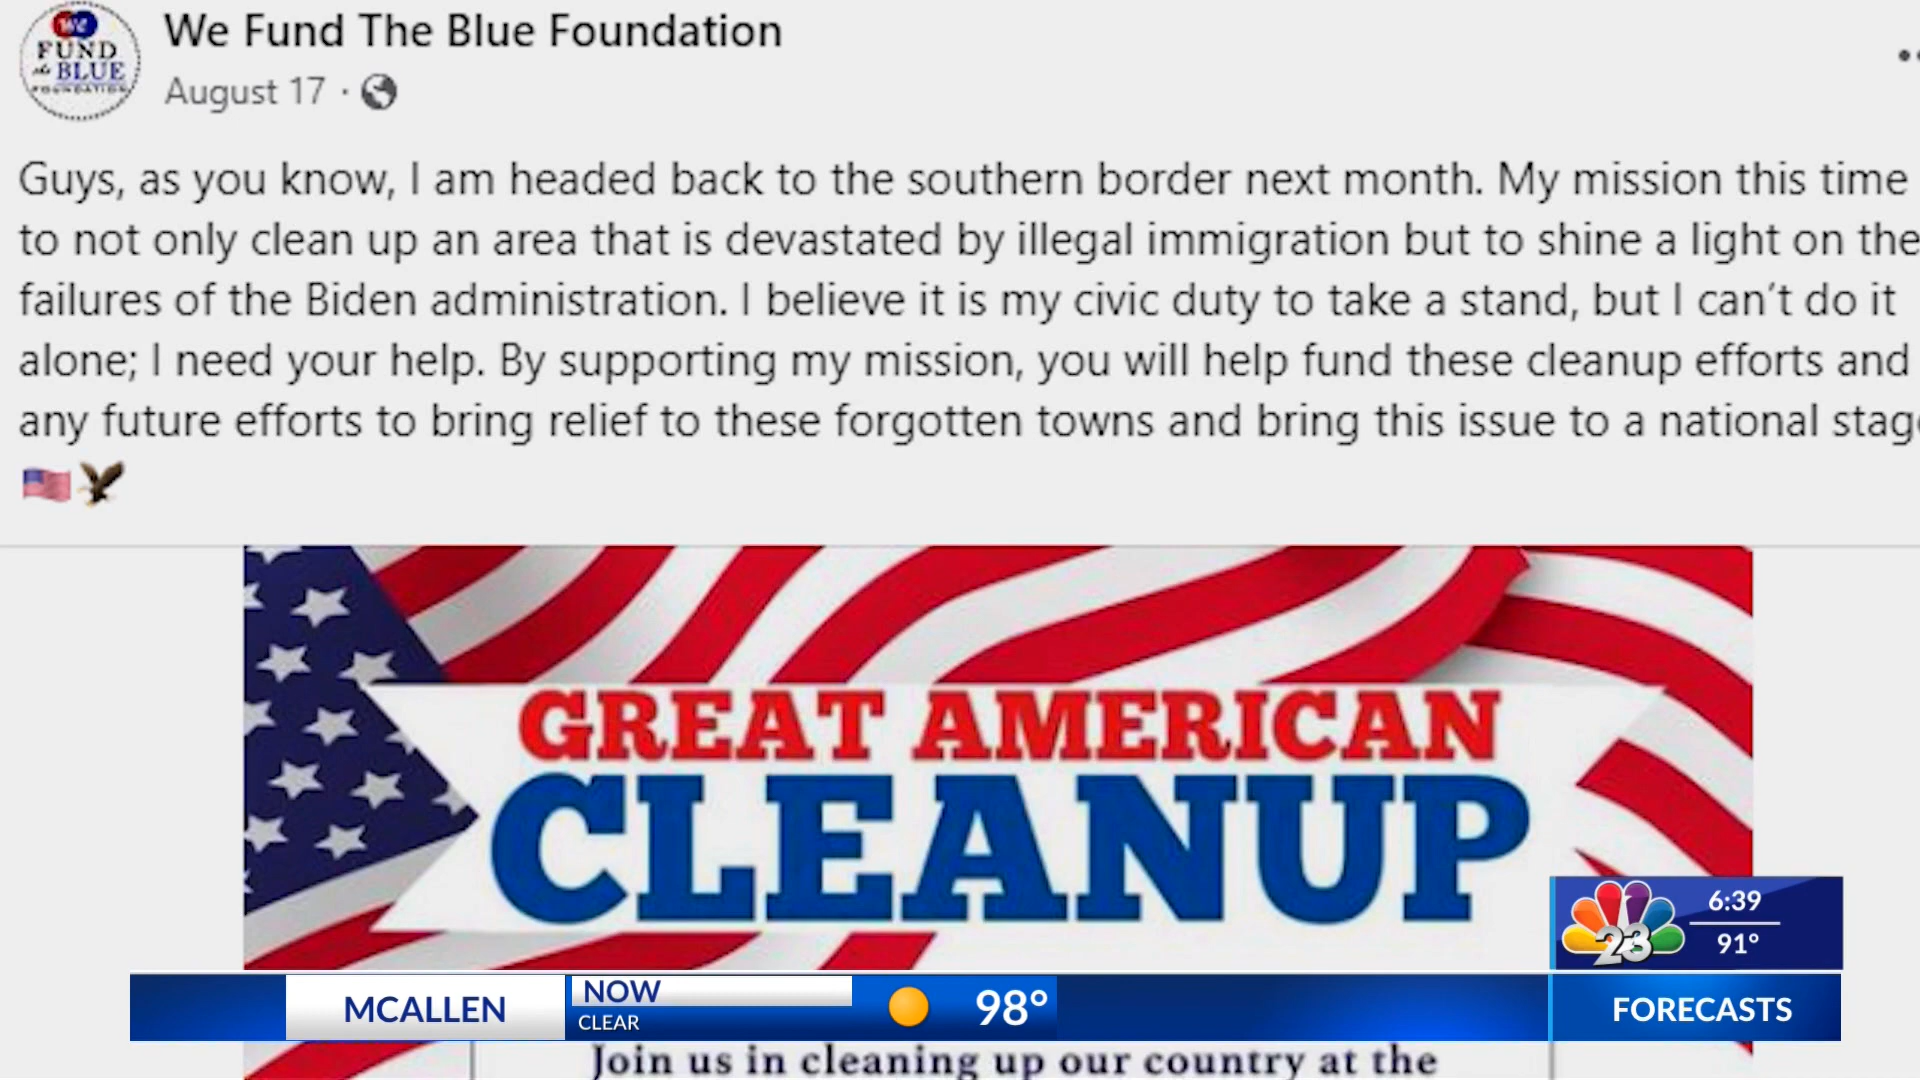 We
FUND
the BLUE
FOUNDATION
We Fund The Blue Foundation
August 17 ·
Guys, as you know, I am headed back to the southern border next month. My mission this time
to not only clean up an area that is devastated by illegal immigration but to shine a light on the
failures of the Biden administration. I believe it is my civic duty to take a stand, but I can’t do it
alone; I need your help. By supporting my mission, you will help fund these cleanup efforts and
any future efforts to bring relief to these forgotten towns and bring this issue to a national stag
GREAT AMERICAN
CLEANUP
23
6:39
91°
MCALLEN
NOW
CLEAR
98°
FORECASTS
Join us in cleaning up our country at the